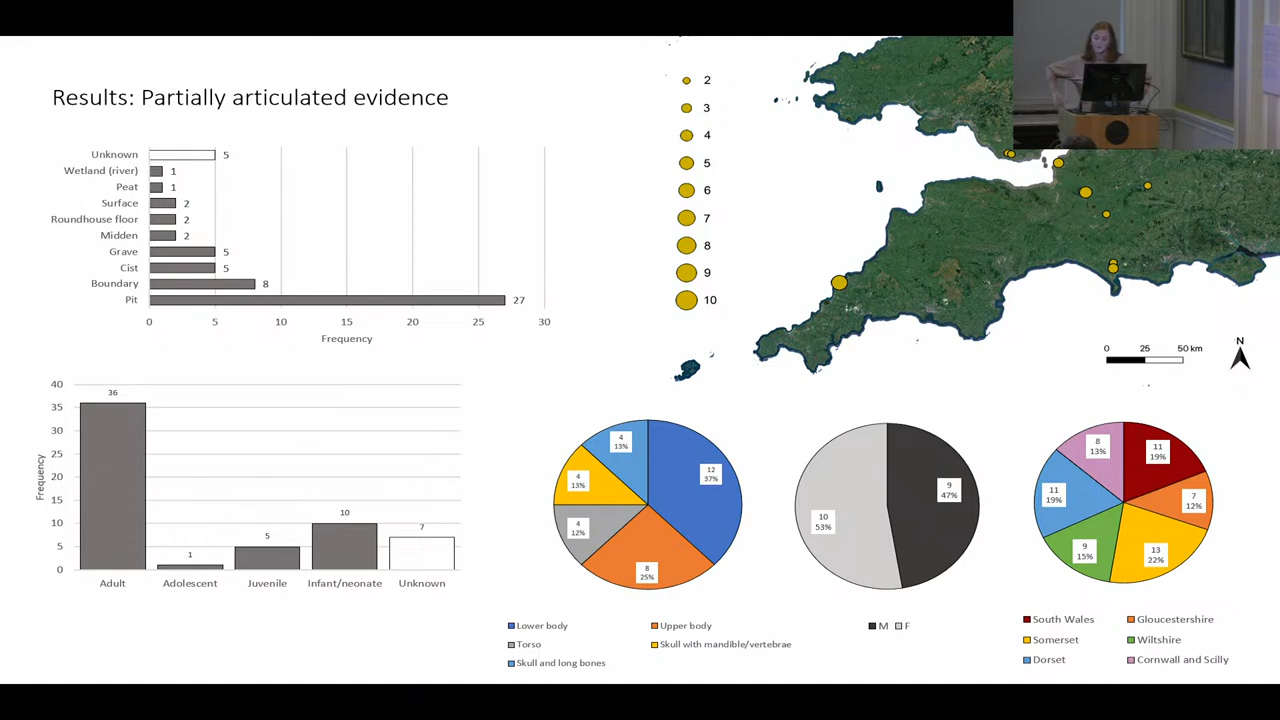 Results: Partially articulated evidence
Unknown 5
Wetland (river) 1
Peat 1
Surface 2
Roundhouse floor 2
Midden 2
Grave 5
Cist 5
Boundary 8
Pit 27
0 5 10 15 20 25 30
Frequency
2
3
4
5
6
7
8
9
10
0 25 50 km
N
Frequency
40
35
30
25
20
15
10
5
0
36
1
5
10
7
Adult Adolescent Juvenile Infant/neonate Unknown
12
37%
8
25%
4
12%
4
13%
4
13%
Lower body Upper body
Torso Skull with mandible/vertebrae
Skull and long bones
9
47%
10
53%
M F
11
19%
7
12%
13
22%
9
15%
11
19%
8
13%
South Wales Gloucestershire
Somerset Wiltshire
Dorset Cornwall and Scilly